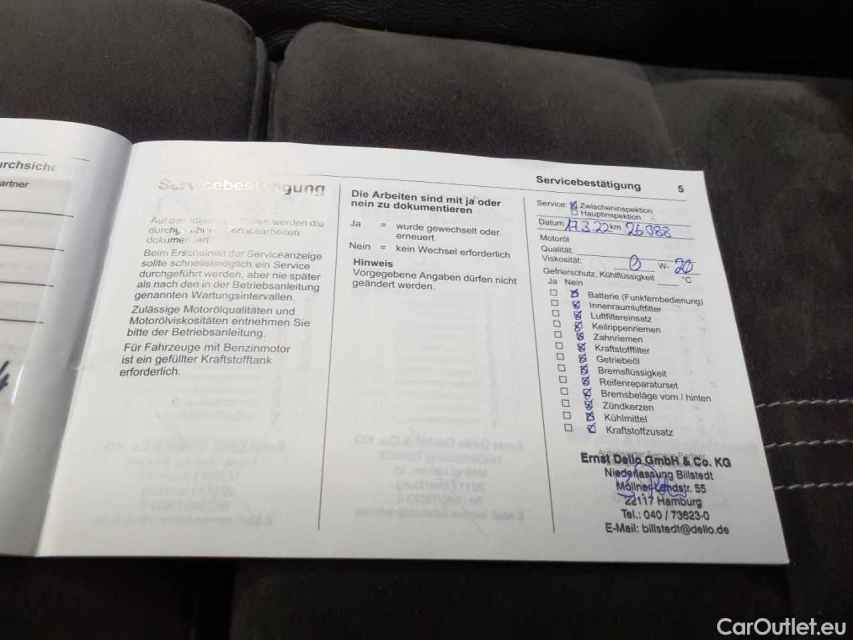 urchsicht
artner
Servicebestätigung
werden die
dokumentiert
Beim Erscheinen der Serviceanzeige
sollte schnellstmöglich ein Service
durchgeführt werden, aber nie später
als nach den in der Betriebsanleitung
genannten Wartungsintervallen.
Zulässige Motorölqualitäten und
Motorölviskositäten entnehmen Sie
bitte der Betriebsanleitung.
Für Fahrzeuge mit Benzinmotor
ist ein gefüllter Kraftstofftank
erforderlich.
Die Arbeiten sind mit ja oder
nein zu dokumentieren
Ja = wurde gewechselt oder
erneuert
Nein = kein Wechsel erforderlich
Hinweis
Vorgegebene Angaben dürfen nicht
geändert werden.
Servicebestätigung 5
Service: Zwischeninspektion
Hauptinspektion
Datum 17.3.22 km 26088
Motoröl
Qualität:
Viskosität: 0 W- 20
Gefrierschutz, Kühlflüssigkeit °C
Ja Nein
Batterie (Funkfernbedienung)
Innenraumluftfilter
Luftfiltereinsatz
Keilrippenriemen
Zahnriemen
Kraftstofffilter
Getriebeöl
Bremsflüssigkeit
Reifenreparaturset
Bremsbeläge vorn / hinten
Zündkerzen
Kühlmittel
Kraftstoffzusatz
Ernst Dello GmbH & Co. KG
Niederlassung Billstedt
Möllner Landstr. 55
22117 Hamburg
Tel.: 040 / 73623-0
E-Mail: billstedt@dello.de
CarOutlet.eu